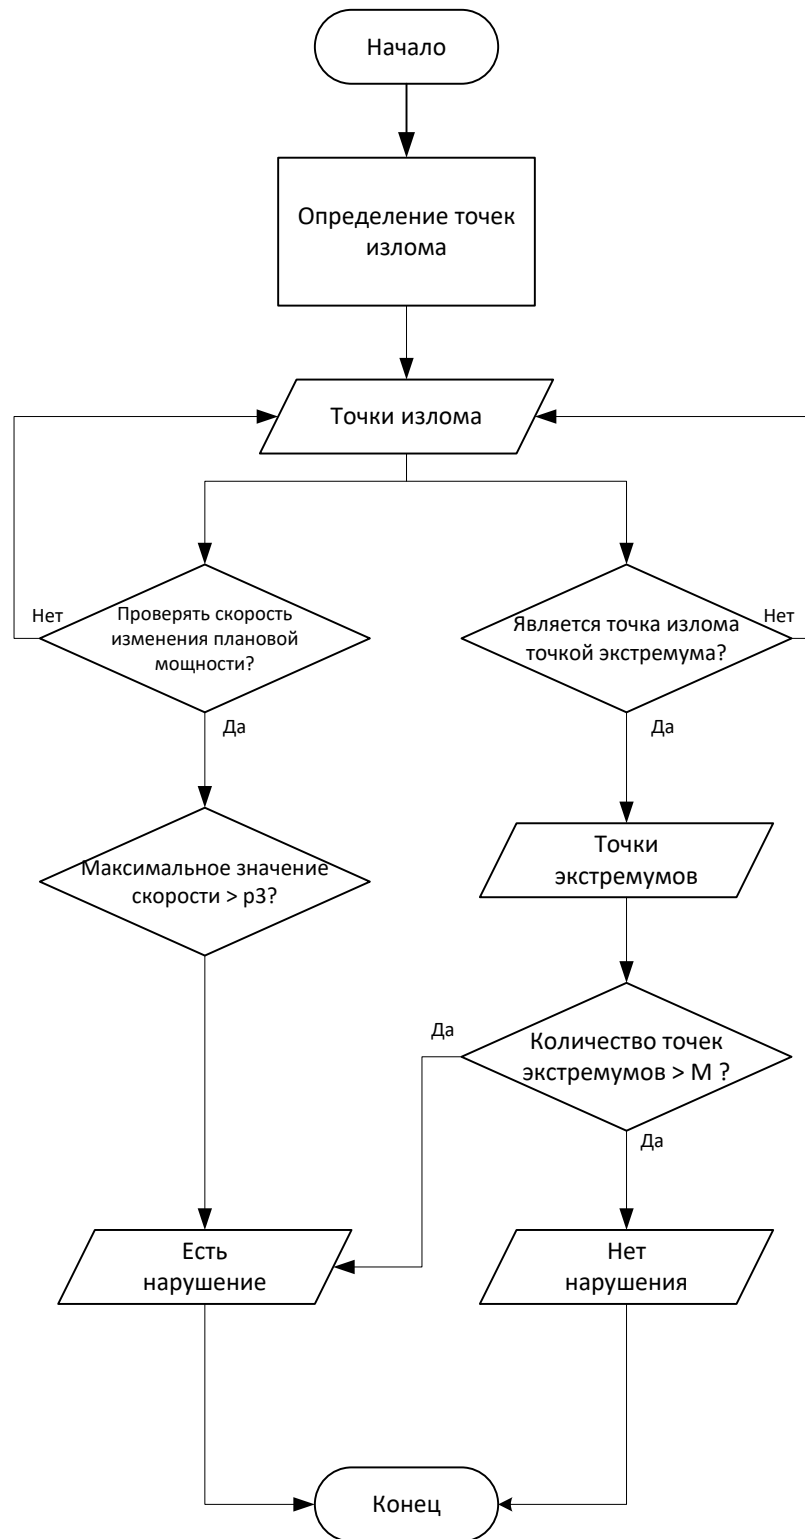 Начало
Определение точек
излома
Точки излома
Нет
Проверять скорость
изменения плановой
мощности?
Является точка излома
точкой экстремума?
Нет
Да
Да
Максимальное значение
скорости > p3?
Точки
экстремумов
Да
Количество точек
экстремумов > М ?
Да
Есть
нарушение
Нет
нарушения
Конец